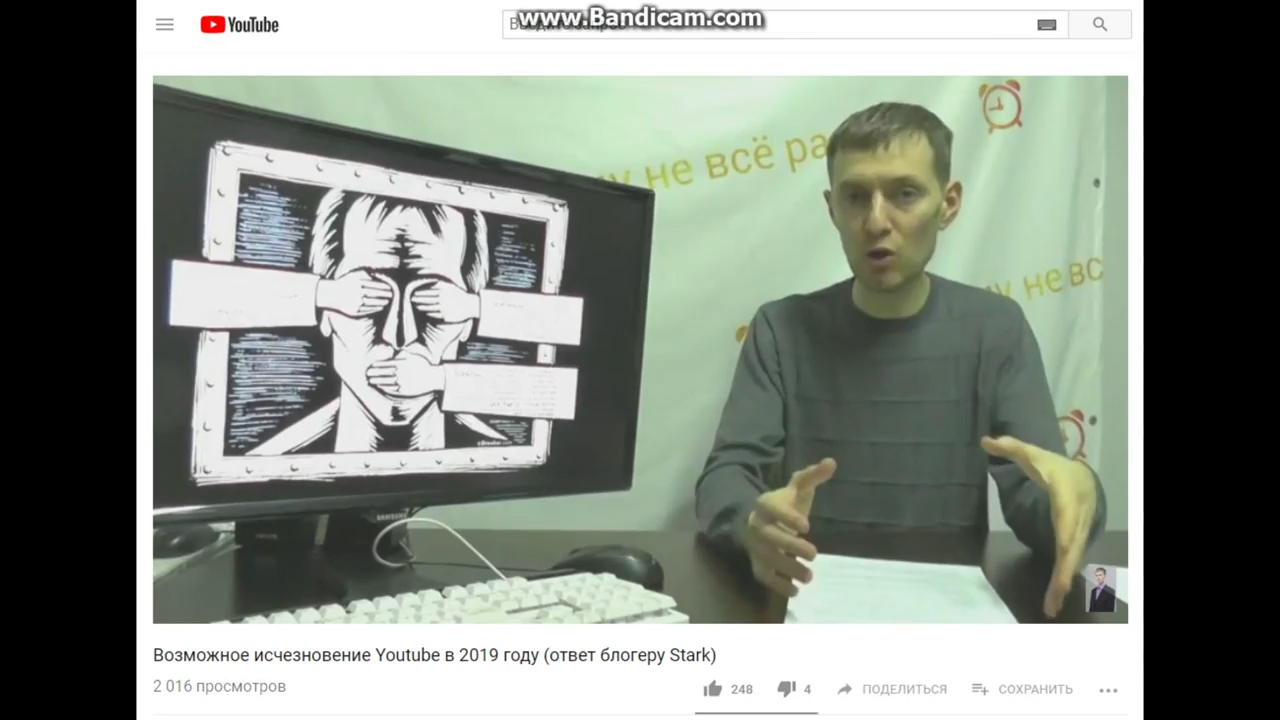 www.Bandicam.com
YouTube
не всё ра
не вс
SAMSUNG
Возможное исчезновение Youtube в 2019 году (ответ блогеру Stark)
2 016 просмотров
248
4
ПОДЕЛИТЬСЯ
СОХРАНИТЬ